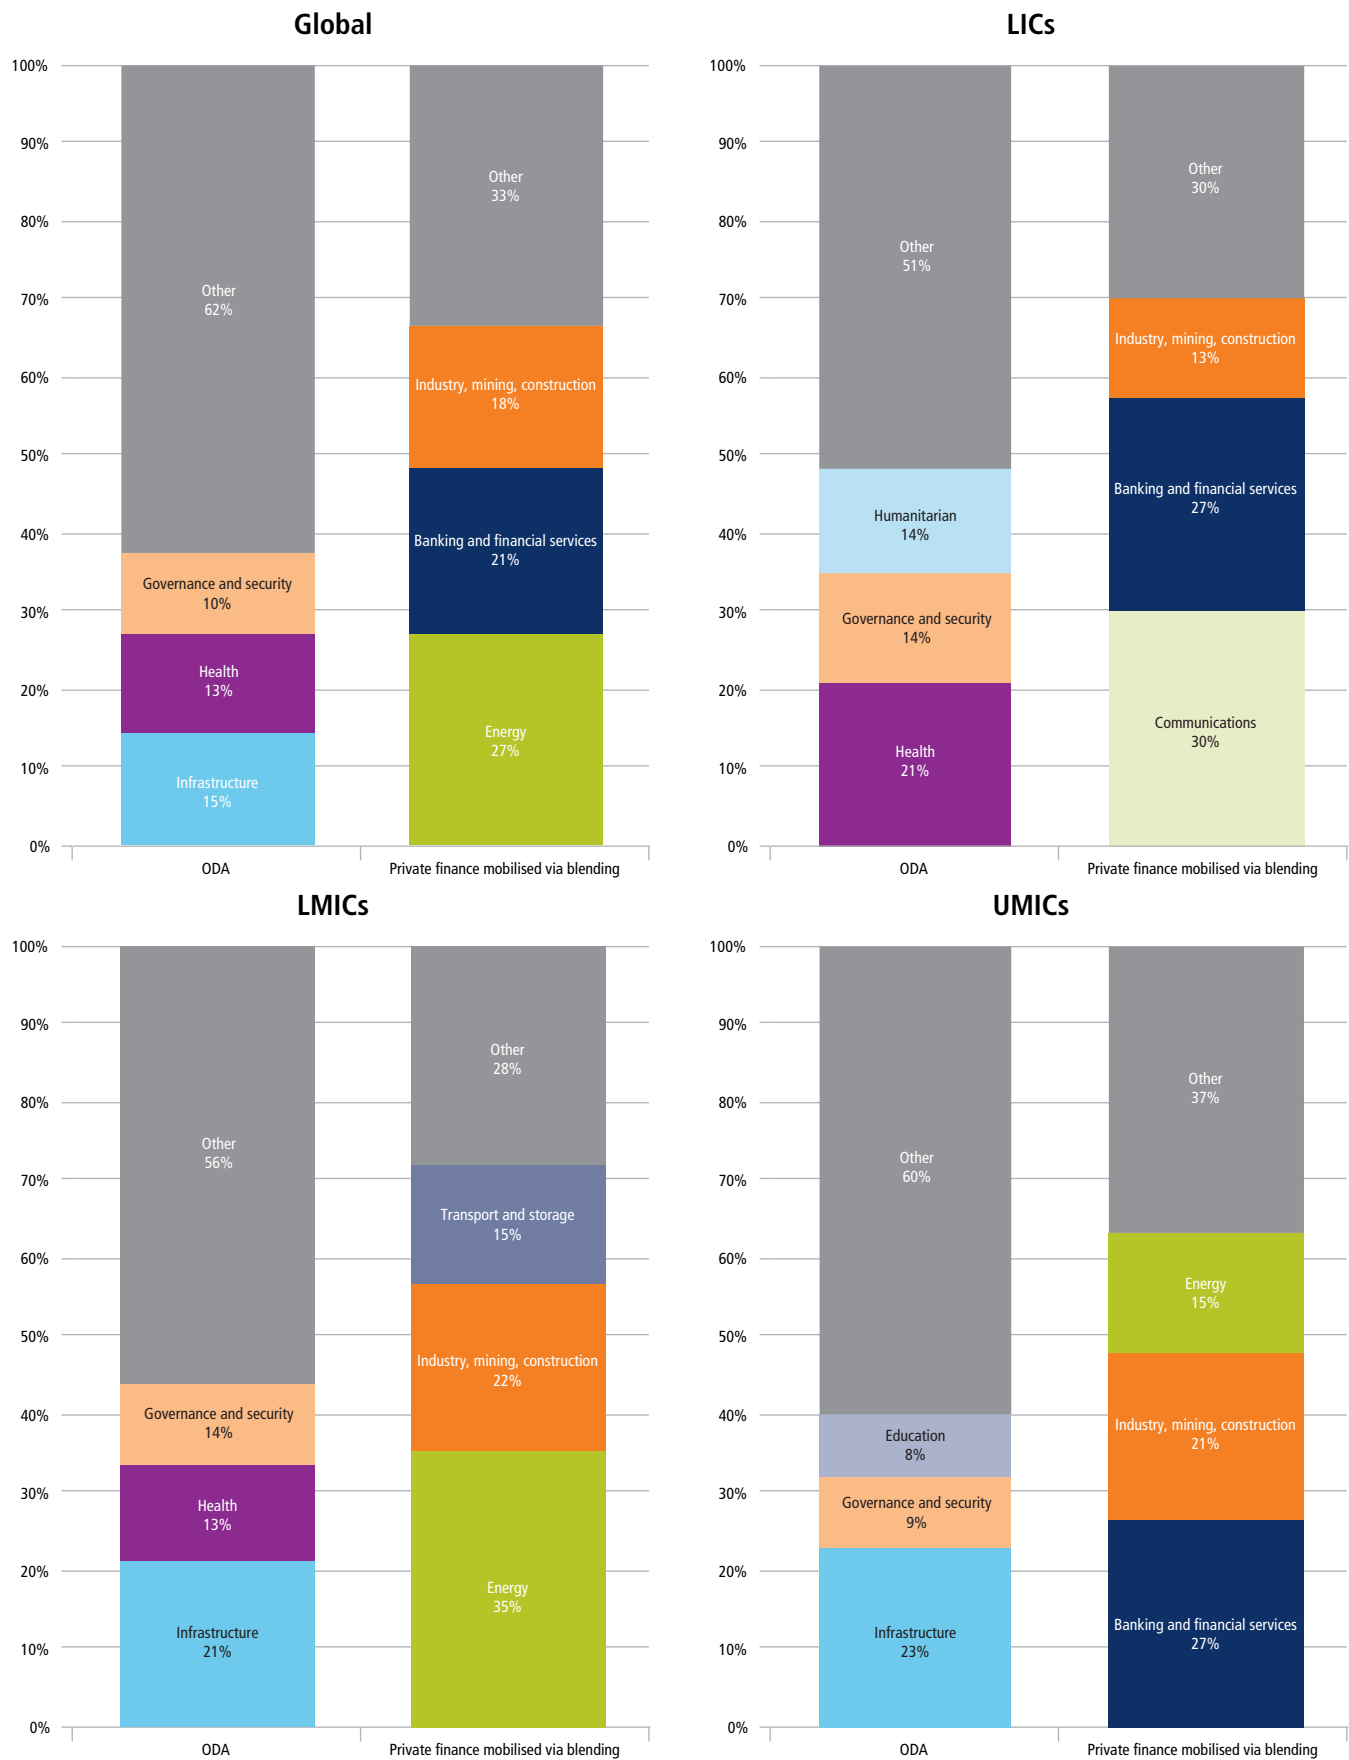 Global
100%
90%
80%
70%
60%
50%
40%
30%
20%
10%
0%
Other
62%
Governance and security
10%
Health
13%
Infrastructure
15%
Other
33%
Industry, mining, construction
18%
Banking and financial services
21%
Energy
27%
ODA
Private finance mobilised via blending
LICs
100%
90%
80%
70%
60%
50%
40%
30%
20%
10%
0%
Other
51%
Humanitarian
14%
Governance and security
14%
Health
21%
Other
30%
Industry, mining, construction
13%
Banking and financial services
27%
Communications
30%
ODA
Private finance mobilised via blending
LMICs
100%
90%
80%
70%
60%
50%
40%
30%
20%
10%
0%
Other
56%
Governance and security
14%
Health
13%
Infrastructure
21%
Other
28%
Transport and storage
15%
Industry, mining, construction
22%
Energy
35%
ODA
Private finance mobilised via blending
UMICs
100%
90%
80%
70%
60%
50%
40%
30%
20%
10%
0%
Other
60%
Education
8%
Governance and security
9%
Infrastructure
23%
Other
37%
Energy
15%
Industry, mining, construction
21%
Banking and financial services
27%
ODA
Private finance mobilised via blending